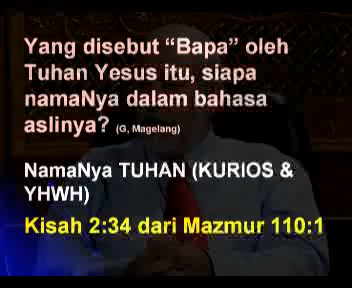 Yang disebut “Bapa” oleh
Tuhan Yesus itu, siapa
namaNya dalam bahasa
aslinya? (G, Magelang)
NamaNya TUHAN (KURIOS &
YHWH)
Kisah 2:34 dari Mazmur 110:1